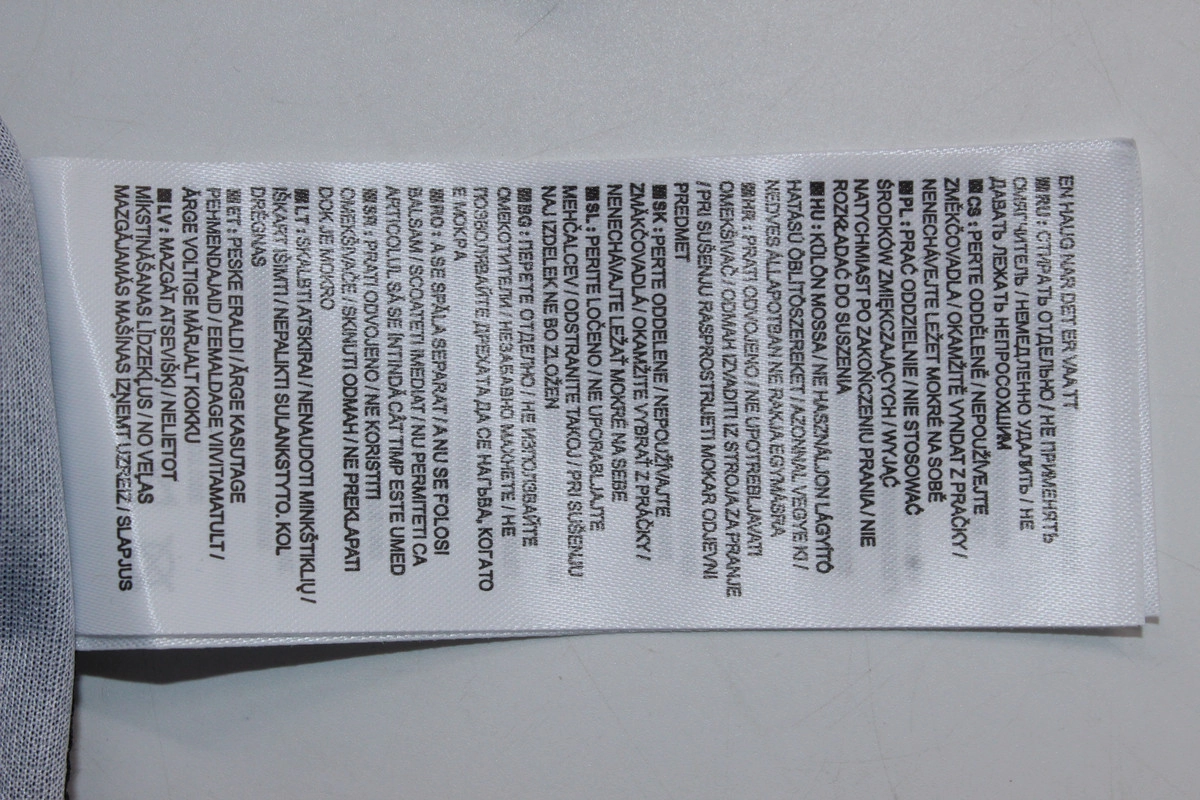 EN HAUG NÅR DET ER VÅTT
RU : СТИРАТЬ ОТДЕЛЬНО / НЕ ПРИМЕНЯТЬ
СМЯГЧИТЕЛЬ / НЕМЕДЛЕННО УДАЛИТЬ / НЕ
ДАВАТЬ ЛЕЖАТЬ НЕПРОСОХШИМ
CS : PERTE ODDĚLENĚ / NEPOUŽÍVEJTE
ZMĚKČOVADLA / OKAMŽITĚ VYNDAT Z PRAČKY /
NENECHÁVEJTE LEŽET MOKRÉ NA SOBĚ
PL : PRAĆ ODDZIELNIE / NIE STOSOWAĆ
ŚRODKÓW ZMIĘKCZAJĄCYCH / WYJĄĆ
NATYCHMIAST PO ZAKOŃCZENIU PRANIA / NIE
ROZKŁADAĆ DO SUSZENIA
HU : KÜLÖN MOSSA / NE HASZNÁLJON LÁGYÍTÓ
HATÁSÚ ÖBLÍTŐSZEREKET / AZONNAL VEGYE KI /
NEDVES ÁLLAPOTBAN NE RAKJA EGYMÁSRA
HR : PRATI ODVOJENO / NE UPOTREBLJAVATI
OMEKŠIVAČ / ODMAH IZVADITI IZ STROJA ZA PRANJE
/ PRI SUŠENJU RASPROSTRIJETI MOKAR ODJEVNI
PREDMET
SK : PERTE ODDELENE / NEPOUŽÍVAJTE
ZMÄKČOVADLÁ / OKAMŽITE VYBRAŤ Z PRÁČKY /
NENECHÁVAJTE LEŽAŤ MOKRÉ NA SEBE
SL : PERITE LOČENO / NE UPORABLJAJTE
MEHČALCEV / ODSTRANITE TAKOJ / PRI SUŠENJU
NAJ IZDELEK NE BO ZLOŽEN
BG : ПЕРЕТЕ ОТДЕЛНО / НЕ ИЗПОЛЗВАЙТЕ
ОМЕКОТИТЕЛИ / НЕЗАБАВНО МАХНЕТЕ / НЕ
ПОЗВОЛЯВАЙТЕ ДРЕХАТА ДА СЕ НАГЪВА, КОГАТО
Е МОКРА
RO : A SE SPĂLA SEPARAT / A NU SE FOLOSI
BALSAM / SCOATEȚI IMEDIAT / NU PERMITEȚI CA
ARTICOLUL SĂ SE ÎNTINDĂ CÂT TIMP ESTE UMED
SR : PRATI ODVOJENO / NE KORISTITI
OMEKŠIVAČE / SKINUTI ODMAH / NE PREKLAPATI
DOK JE MOKRO
LT : SKALBTI ATSKIRAI / NENAUDOTI MINKŠTIKLIŲ /
IŠKART IŠIMTI / NEPALIKTI SULANKSTYTO, KOL
DRĖGNAS
ET : PESKE ERALDI / ÄRGE KASUTAGE
PEHMENDAJAID / EEMALDAGE VIIVITAMATULT /
ÄRGE VOLTIGE MÄRJALT KOKKU
LV : MAZGĀT ATSEVIŠĶI / NELIETOT
MĪKSTINĀŠANAS LĪDZEKĻUS / NO VEĻAS
MAZGĀJAMĀS MAŠĪNAS IZŅEMT UZREIZ / SLAPJUS